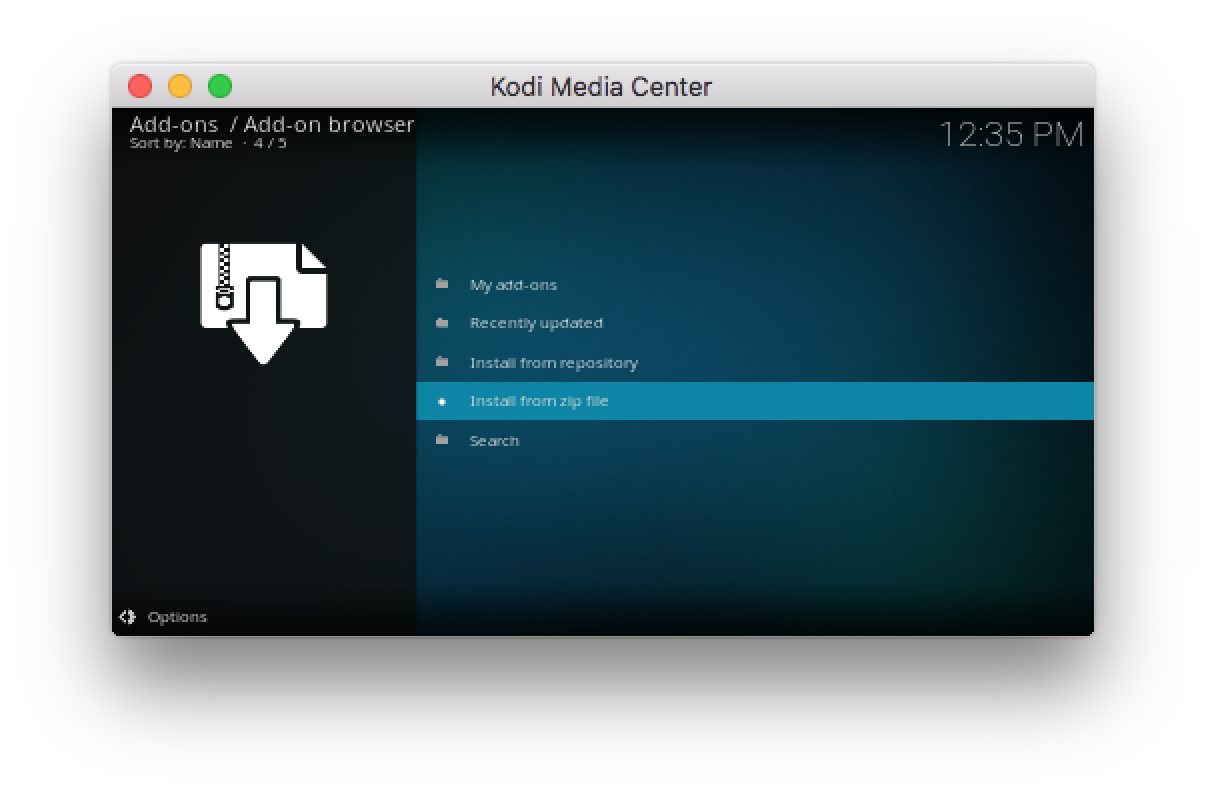 Kodi Media Center
Add-ons / Add-on browser
Sort by: Name · 4 / 5
12:35 PM
My add-ons
Recently updated
Install from repository
Install from zip file
Search
Options